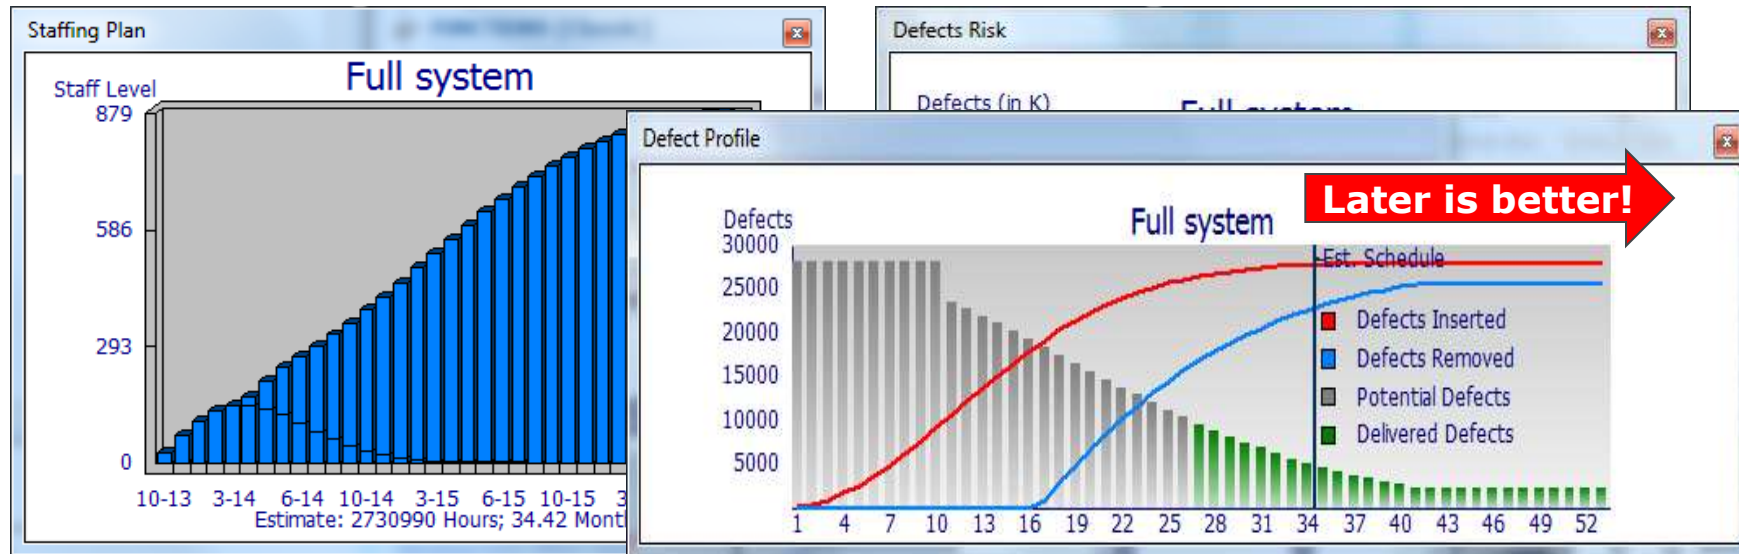 Staffing Plan
Full system
Staff Level
879
586
293
0
10-13 3-14 6-14 10-14 3-15 6-15 10-15
Estimate: 2730990 Hours; 34.42
Defects Risk
Defects (in K)
Full system
Defect Profile
Later is better!
Defects
Full system
30000
25000
20000
15000
10000
5000
Est. Schedule
Defects Inserted
Defects Removed
Potential Defects
Delivered Defects
1 4 7 10 13 16 19 22 25 28 31 34 37 40 43 46 49 52